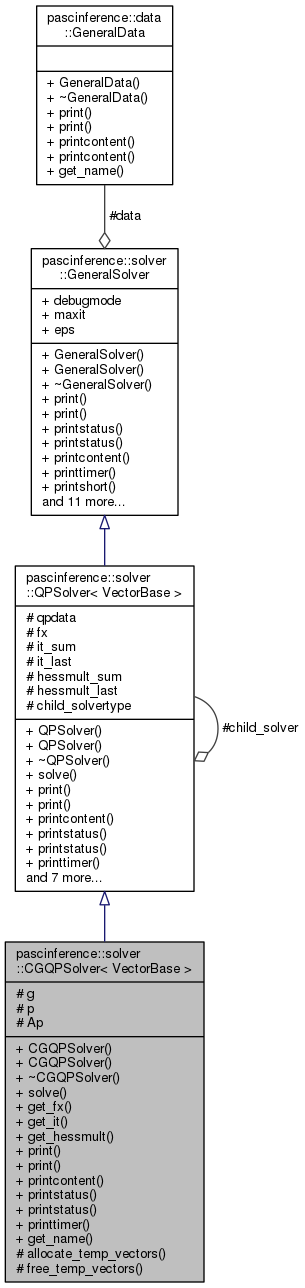 pascinference::data
::GeneralData
+ GeneralData()
+ ~GeneralData()
+ print()
+ print()
+ printcontent()
+ printcontent()
+ get_name()
#data
pascinference::solver
::GeneralSolver
+ debugmode
+ maxit
+ eps
+ GeneralSolver()
+ GeneralSolver()
+ ~GeneralSolver()
+ print()
+ print()
+ printstatus()
+ printstatus()
+ printcontent()
+ printtimer()
+ printshort()
and 11 more...
pascinference::solver
::QPSolver< VectorBase >
# qpdata
# fx
# it_sum
# it_last
# hessmult_sum
# hessmult_last
# child_solvertype
+ QPSolver()
+ QPSolver()
+ ~QPSolver()
+ solve()
+ print()
+ print()
+ printcontent()
+ printstatus()
+ printstatus()
+ printtimer()
and 7 more...
#child_solver
pascinference::solver
::CGQPSolver< VectorBase >
# g
# p
# Ap
+ CGQPSolver()
+ CGQPSolver()
+ ~CGQPSolver()
+ solve()
+ get_fx()
+ get_it()
+ get_hessmult()
+ print()
+ print()
+ printcontent()
+ printstatus()
+ printstatus()
+ printtimer()
+ get_name()
# allocate_temp_vectors()
# free_temp_vectors()